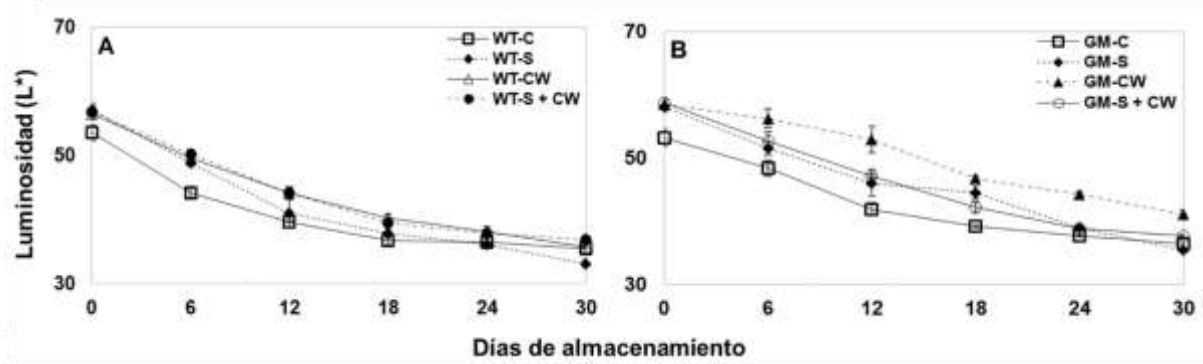 70
A
WT-C
WT-S
WT-CW
WT-S + CW
50
30
0 6 12 18 24 30
Luminosidad (L*)
70
B
GM-C
GM-S
GM-CW
GM-S + CW
50
30
0 6 12 18 24 30
Días de almacenamiento